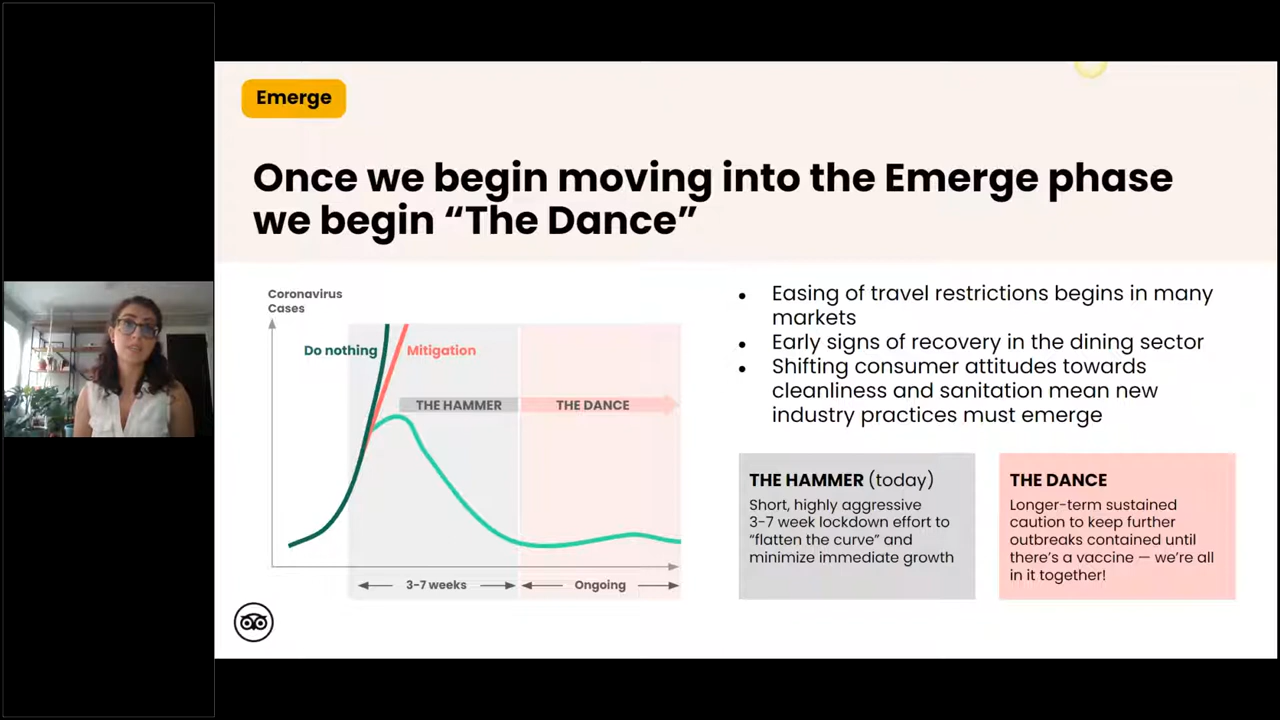 Emerge
Once we begin moving into the Emerge phase
we begin “The Dance”
Coronavirus
Cases
Do nothing
Mitigation
THE HAMMER
THE DANCE
3-7 weeks
Ongoing
• Easing of travel restrictions begins in many
markets
• Early signs of recovery in the dining sector
• Shifting consumer attitudes towards
cleanliness and sanitation mean new
industry practices must emerge
THE HAMMER (today)
Short, highly aggressive
3-7 week lockdown effort to
“flatten the curve” and
minimize immediate growth
THE DANCE
Longer-term sustained
caution to keep further
outbreaks contained until
there’s a vaccine — we’re all
in it together!